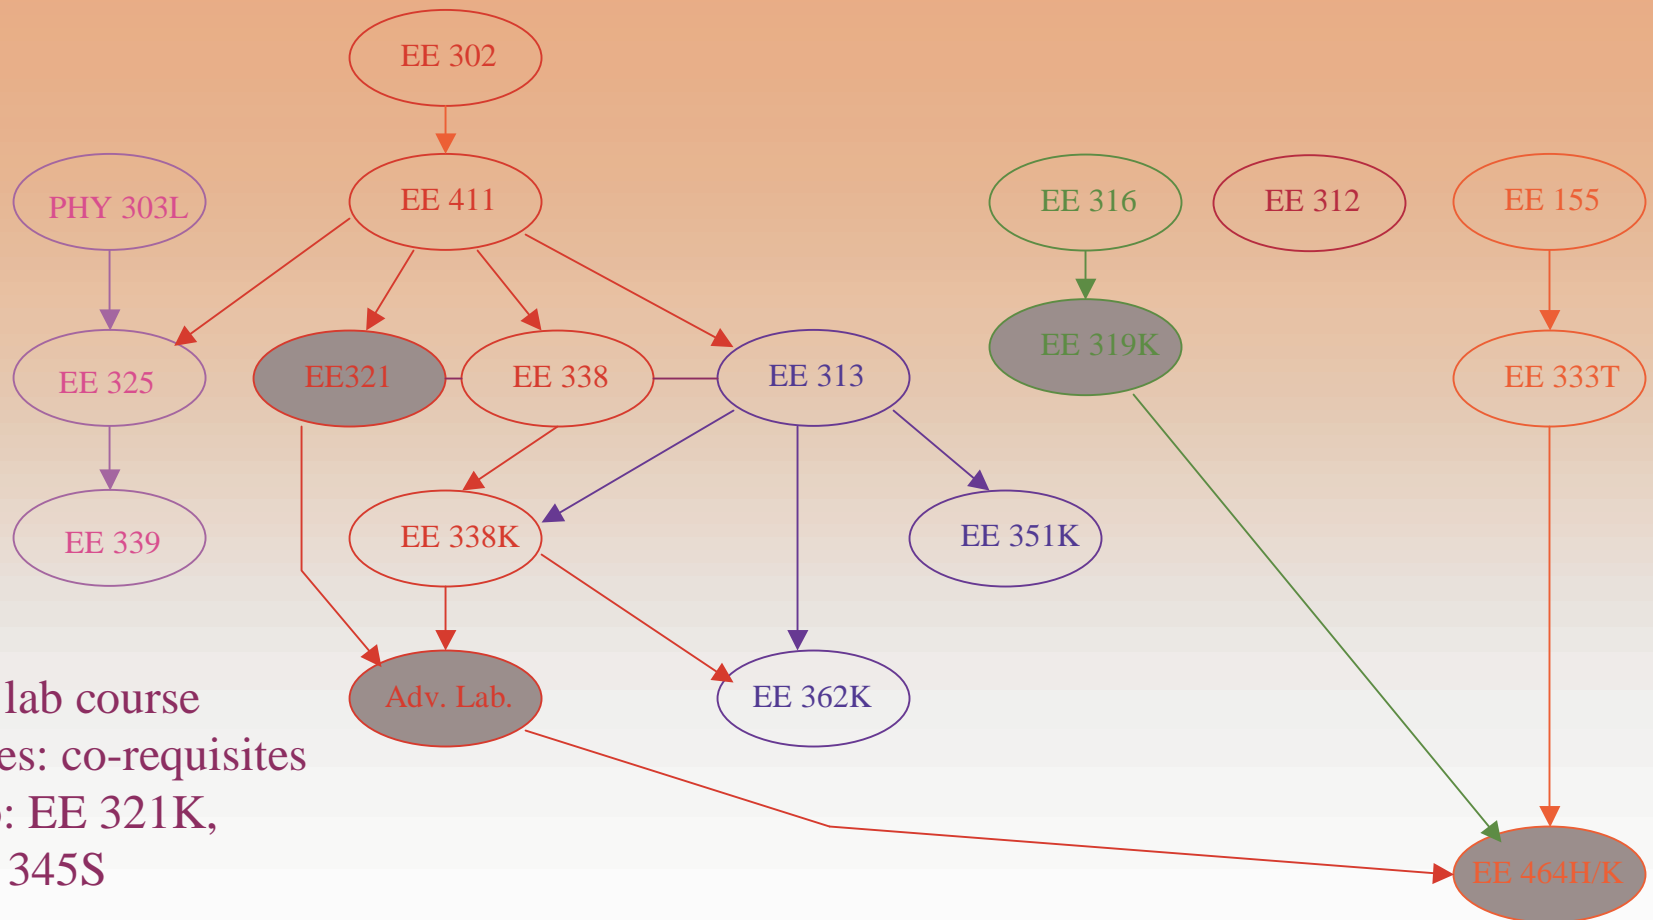 EE 302
PHY 303L
EE 411
EE 316
EE 312
EE 155
EE 319K
EE 325
EE321
EE 338
EE 313
EE 333T
EE 339
EE 338K
EE 351K
Adv. Lab.
EE 362K
lab course
es: co-requisites
: EE 321K,
345S
EE 464H/K